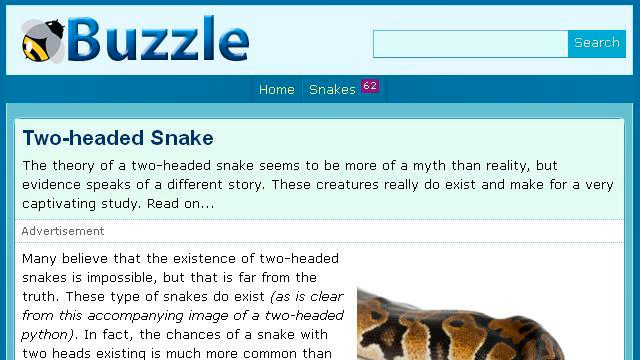 Buzzle
Search
Home Snakes 62
Two-headed Snake
The theory of a two-headed snake seems to be more of a myth than reality, but
evidence speaks of a different story. These creatures really do exist and make for a very
captivating study. Read on...
Advertisement
Many believe that the existence of two-headed
snakes is impossible, but that is far from the
truth. These type of snakes do exist (as is clear
from this accompanying image of a two-headed
python). In fact, the chances of a snake with
two heads existing is much more common than